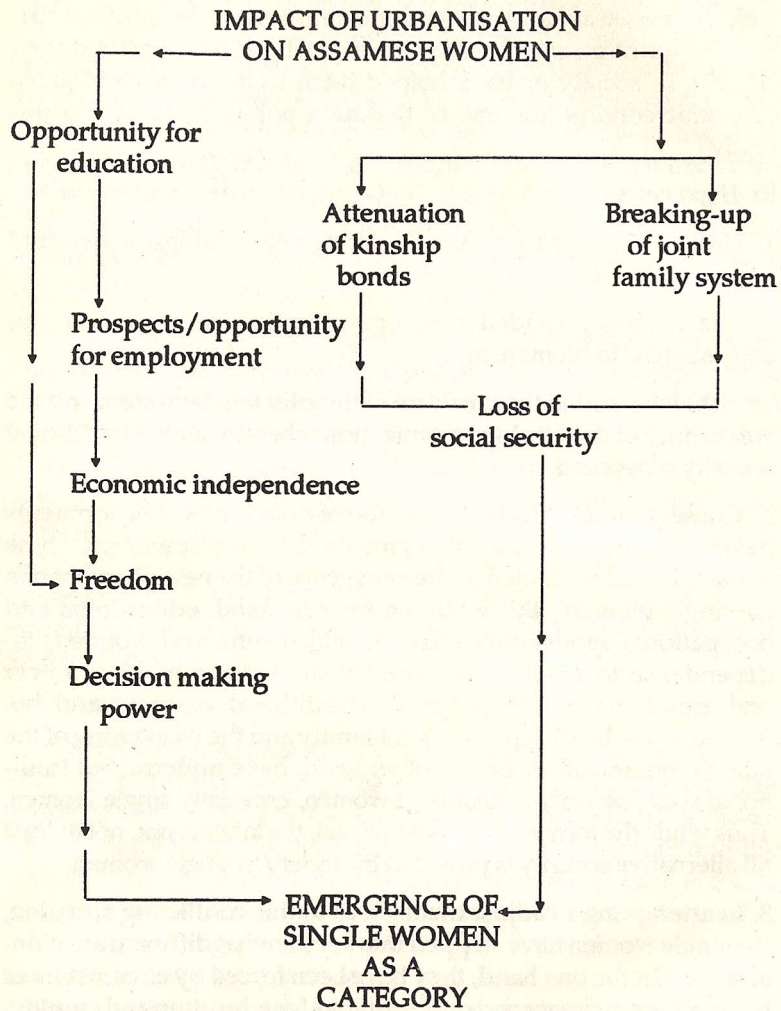 IMPACT OF URBANISATION
ON ASSAMESE WOMEN
Opportunity for
education
Attenuation
of kinship
bonds
Breaking-up
of joint
family system
Prospects/opportunity
for employment
Loss of
social security
Economic independence
Freedom
Decision making
power
EMERGENCE OF
SINGLE WOMEN
AS A
CATEGORY